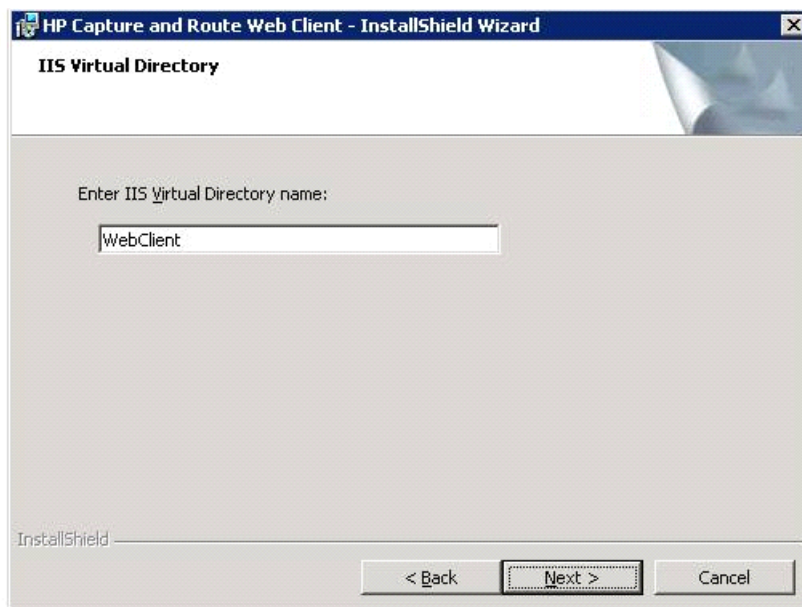 HP Capture and Route Web Client - InstallShield Wizard
IIS Virtual Directory
Enter IIS Virtual Directory name:
WebClient
InstallShield
< Back
Next >
Cancel